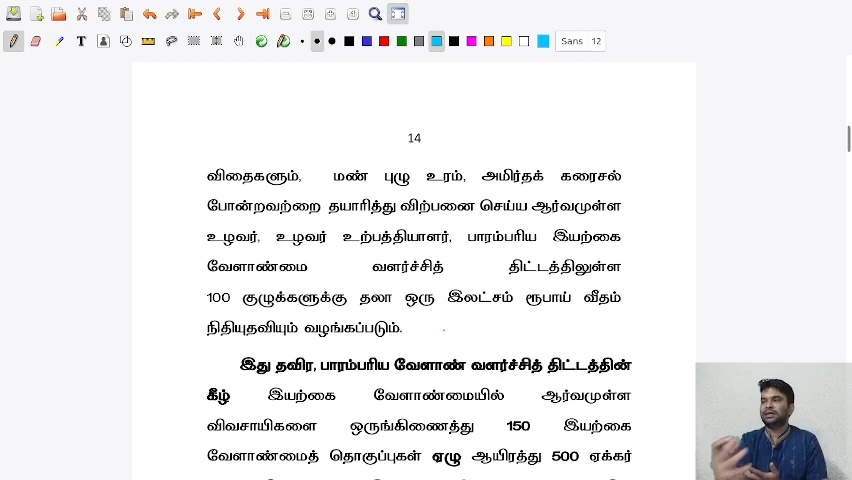 Sans 12
14
விதைகளும், மண் புழு உரம், அமிர்தக் கரைசல்
போன்றவற்றை தயாரித்து விற்பனை செய்ய ஆர்வமுள்ள
உழவர், உழவர் உற்பத்தியாளர், பாரம்பரிய இயற்கை
வேளாண்மை வளர்ச்சித் திட்டத்திலுள்ள
100 குழுக்களுக்கு தலா ஒரு இலட்சம் ரூபாய் வீதம்
நிதியுதவியும் வழங்கப்படும்.
இது தவிர, பாரம்பரிய வேளாண் வளர்ச்சித் திட்டத்தின்
கீழ் இயற்கை வேளாண்மையில் ஆர்வமுள்ள
விவசாயிகளை ஒருங்கிணைத்து 150 இயற்கை
வேளாண்மைத் தொகுப்புகள் ஏழு ஆயிரத்து 500 ஏக்கர்